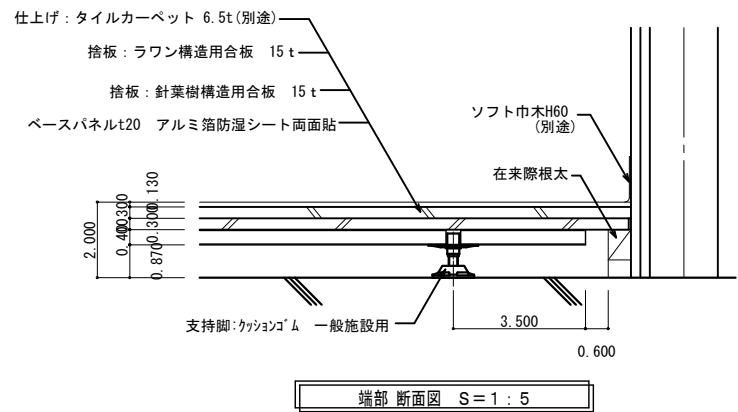 仕上げ：タイルカーペット 6.5t(別途)
捨板：ラワン構造用合板 15t
捨板：針葉樹構造用合板 15t
ベースパネルt20 アルミ箔防湿シート両面貼
ソフト巾木H60
(別途)
在来際根太
0.130
0.300
0.300
0.400
0.870
2.000
支持脚：クッションゴム 一般施設用
3.500
0.600
端部 断面図 S=1：5